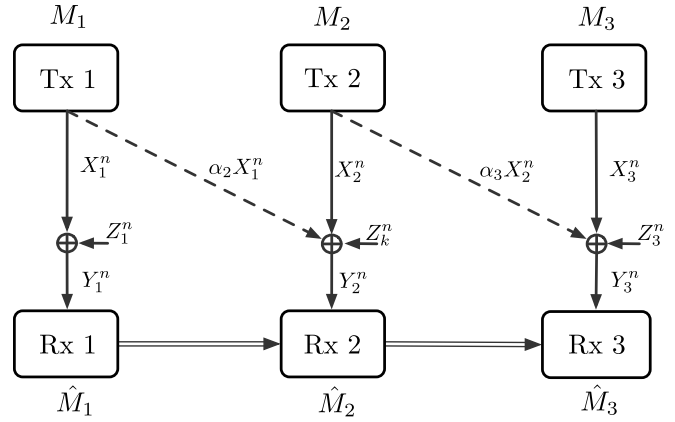 M₁ M₂ M₃
Tx 1 Tx 2 Tx 3
X₁ⁿ α₂X₁ⁿ X₂ⁿ α₃X₂ⁿ X₃ⁿ
Z₁ⁿ Zₖⁿ Z₃ⁿ
Y₁ⁿ Y₂ⁿ Y₃ⁿ
Rx 1 Rx 2 Rx 3
M̂₁ M̂₂ M̂₃